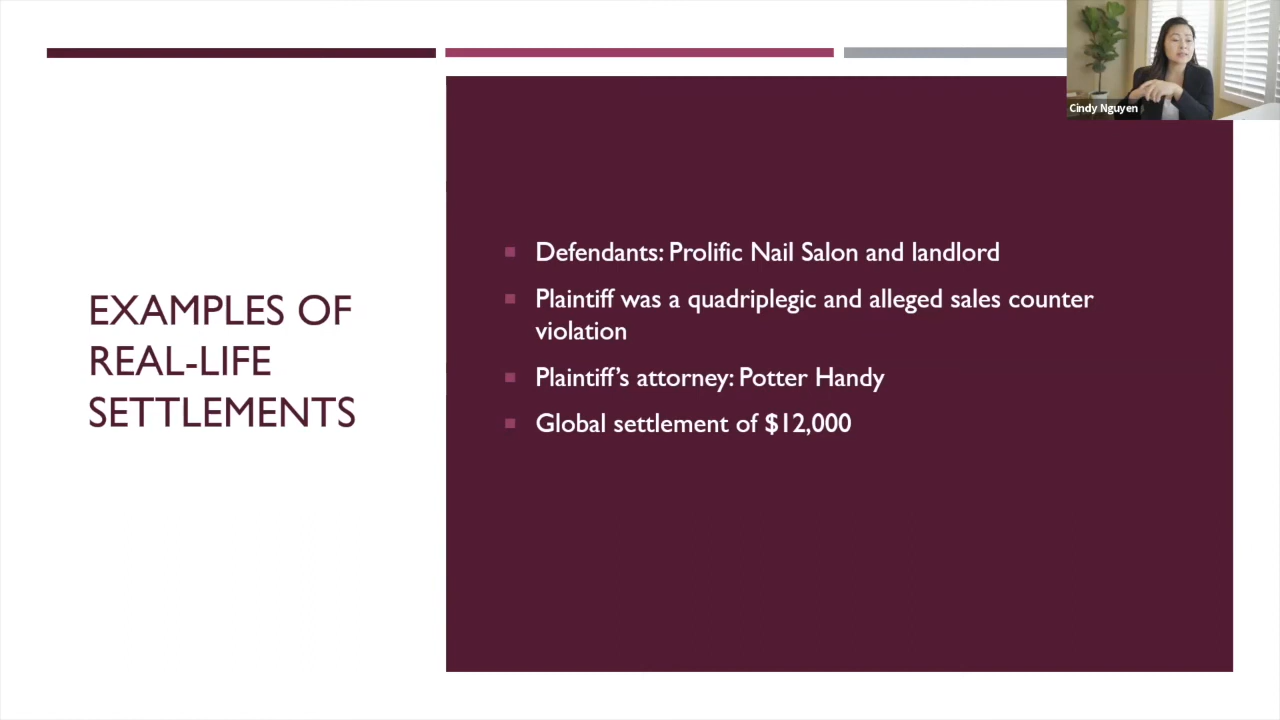 Cindy Nguyen
EXAMPLES OF
REAL-LIFE
SETTLEMENTS
Defendants: Prolific Nail Salon and landlord
Plaintiff was a quadriplegic and alleged sales counter
violation
Plaintiff’s attorney: Potter Handy
Global settlement of $12,000